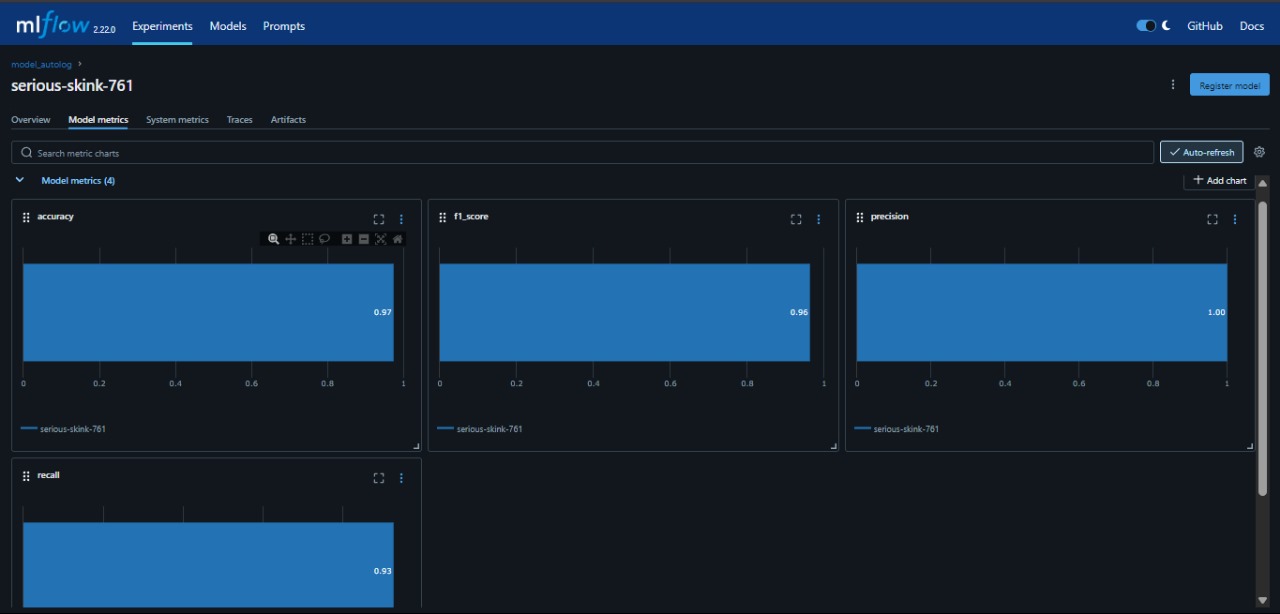 mlflow 2.22.0 Experiments Models Prompts GitHub Docs
model_autolog >
serious-skink-761
Register model
Overview Model metrics System metrics Traces Artifacts
Search metric charts Auto-refresh
Model metrics (4) + Add chart
accuracy
0.97
0 0.2 0.4 0.6 0.8 1
serious-skink-761
f1_score
0.96
0 0.2 0.4 0.6 0.8 1
serious-skink-761
precision
1.00
0 0.2 0.4 0.6 0.8 1
serious-skink-761
recall
0.93